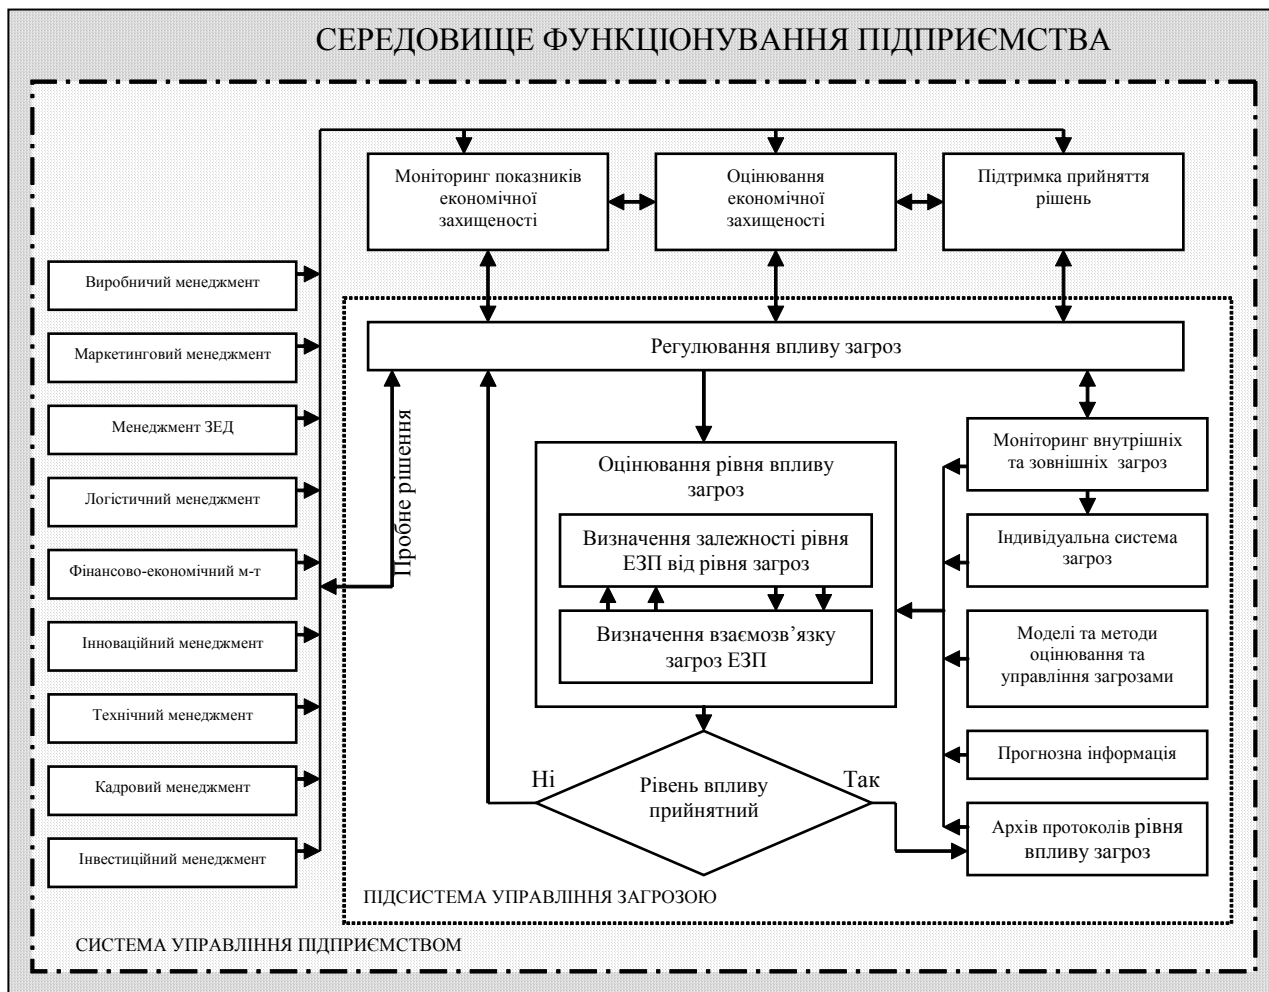 СЕРЕДОВИЩЕ ФУНКЦІОНУВАННЯ ПІДПРИЄМСТВА
Моніторинг показників
економічної
захищеності
Оцінювання
економічної
захищеності
Підтримка прийняття
рішень
Виробничий менеджмент
Маркетинговий менеджмент
Менеджмент ЗЕД
Логістичний менеджмент
Фінансово-економічний м-т
Інноваційний менеджмент
Технічний менеджмент
Кадровий менеджмент
Інвестиційний менеджмент
Регулювання впливу загроз
Пробне рішення
Оцінювання рівня впливу
загроз
Визначення залежності рівня
ЕЗП від рівня загроз
Визначення взаємозв’язку
загроз ЕЗП
Моніторинг внутрішніх
та зовнішніх загроз
Індивідуальна система
загроз
Моделі та методи
оцінювання та
управління загрозами
Прогнозна інформація
Архів протоколів рівня
впливу загроз
Ні
Рівень впливу
прийнятний
Так
ПІДСИСТЕМА УПРАВЛІННЯ ЗАГРОЗОЮ
СИСТЕМА УПРАВЛІННЯ ПІДПРИЄМСТВОМ